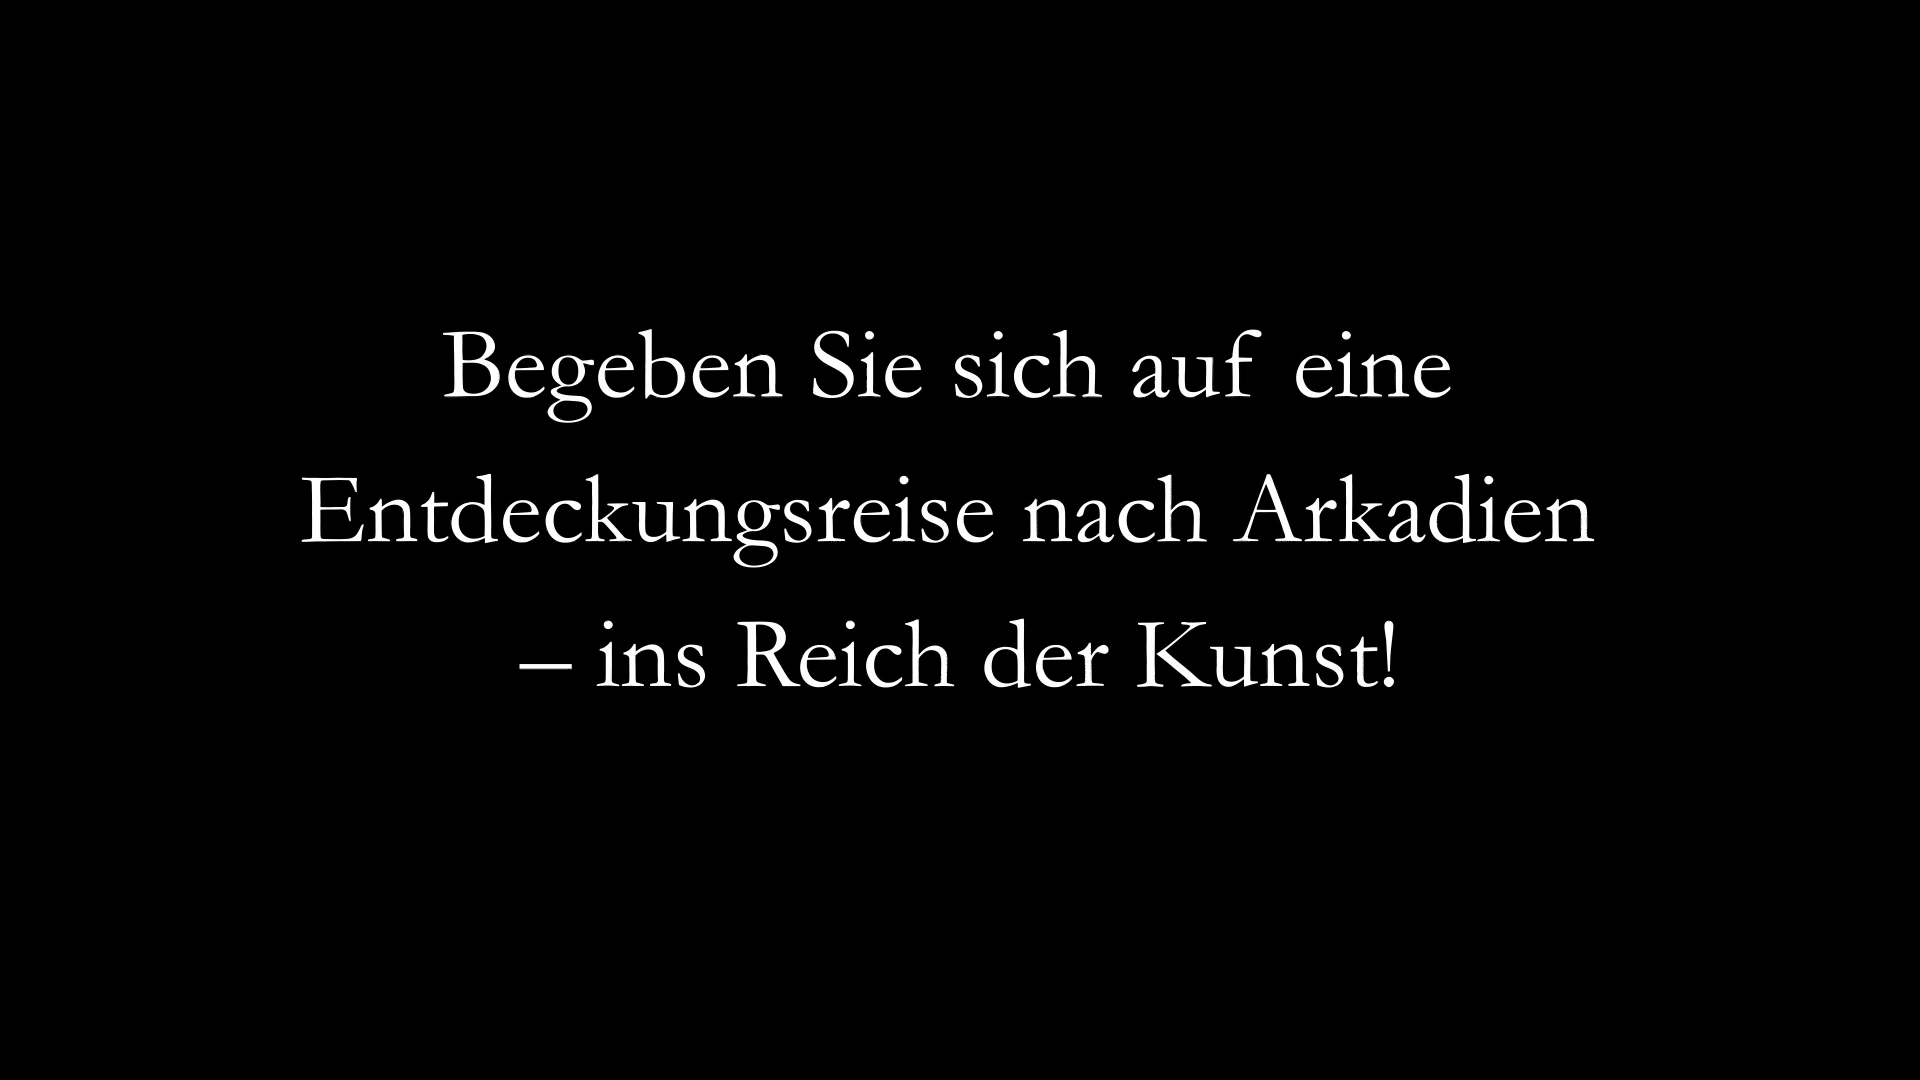 Begeben Sie sich auf eine
Entdeckungsreise nach Arkadien
– ins Reich der Kunst!